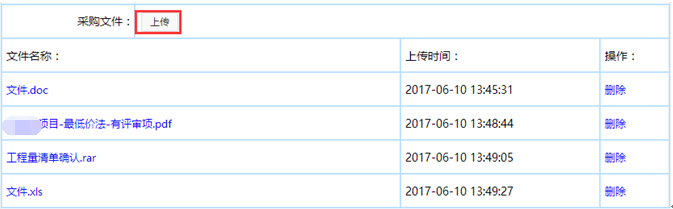 采购文件： 上传
文件名称： 上传时间： 操作：
文件.doc 2017-06-10 13:45:31 删除
项目-最低价法-有评审项.pdf 2017-06-10 13:48:44 删除
工程量清单确认.rar 2017-06-10 13:49:05 删除
文件.xls 2017-06-10 13:49:27 删除